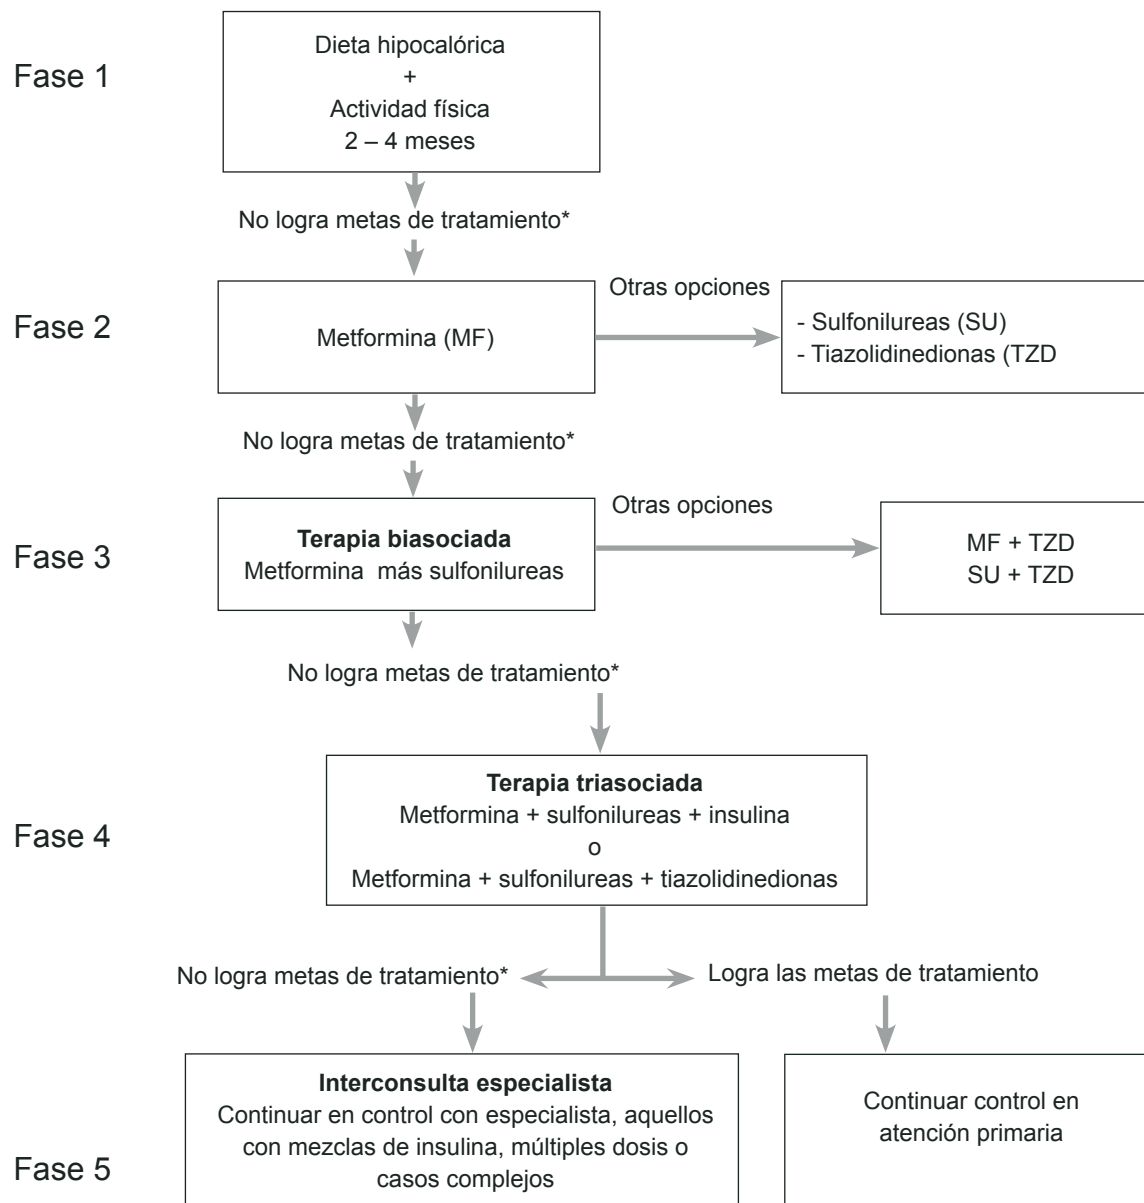 Fase 1
Dieta hipocalórica
+
Actividad física
2 – 4 meses
No logra metas de tratamiento*
Fase 2
Metformina (MF)
Otras opciones
- Sulfonilureas (SU)
- Tiazolidinedionas (TZD
No logra metas de tratamiento*
Fase 3
Terapia biasociada
Metformina más sulfonilureas
Otras opciones
MF + TZD
SU + TZD
No logra metas de tratamiento*
Fase 4
Terapia triasociada
Metformina + sulfonilureas + insulina
o
Metformina + sulfonilureas + tiazolidinedionas
No logra metas de tratamiento*
Logra las metas de tratamiento
Fase 5
Interconsulta especialista
Continuar en control con especialista, aquellos
con mezclas de insulina, múltiples dosis o
casos complejos
Continuar control en
atención primaria